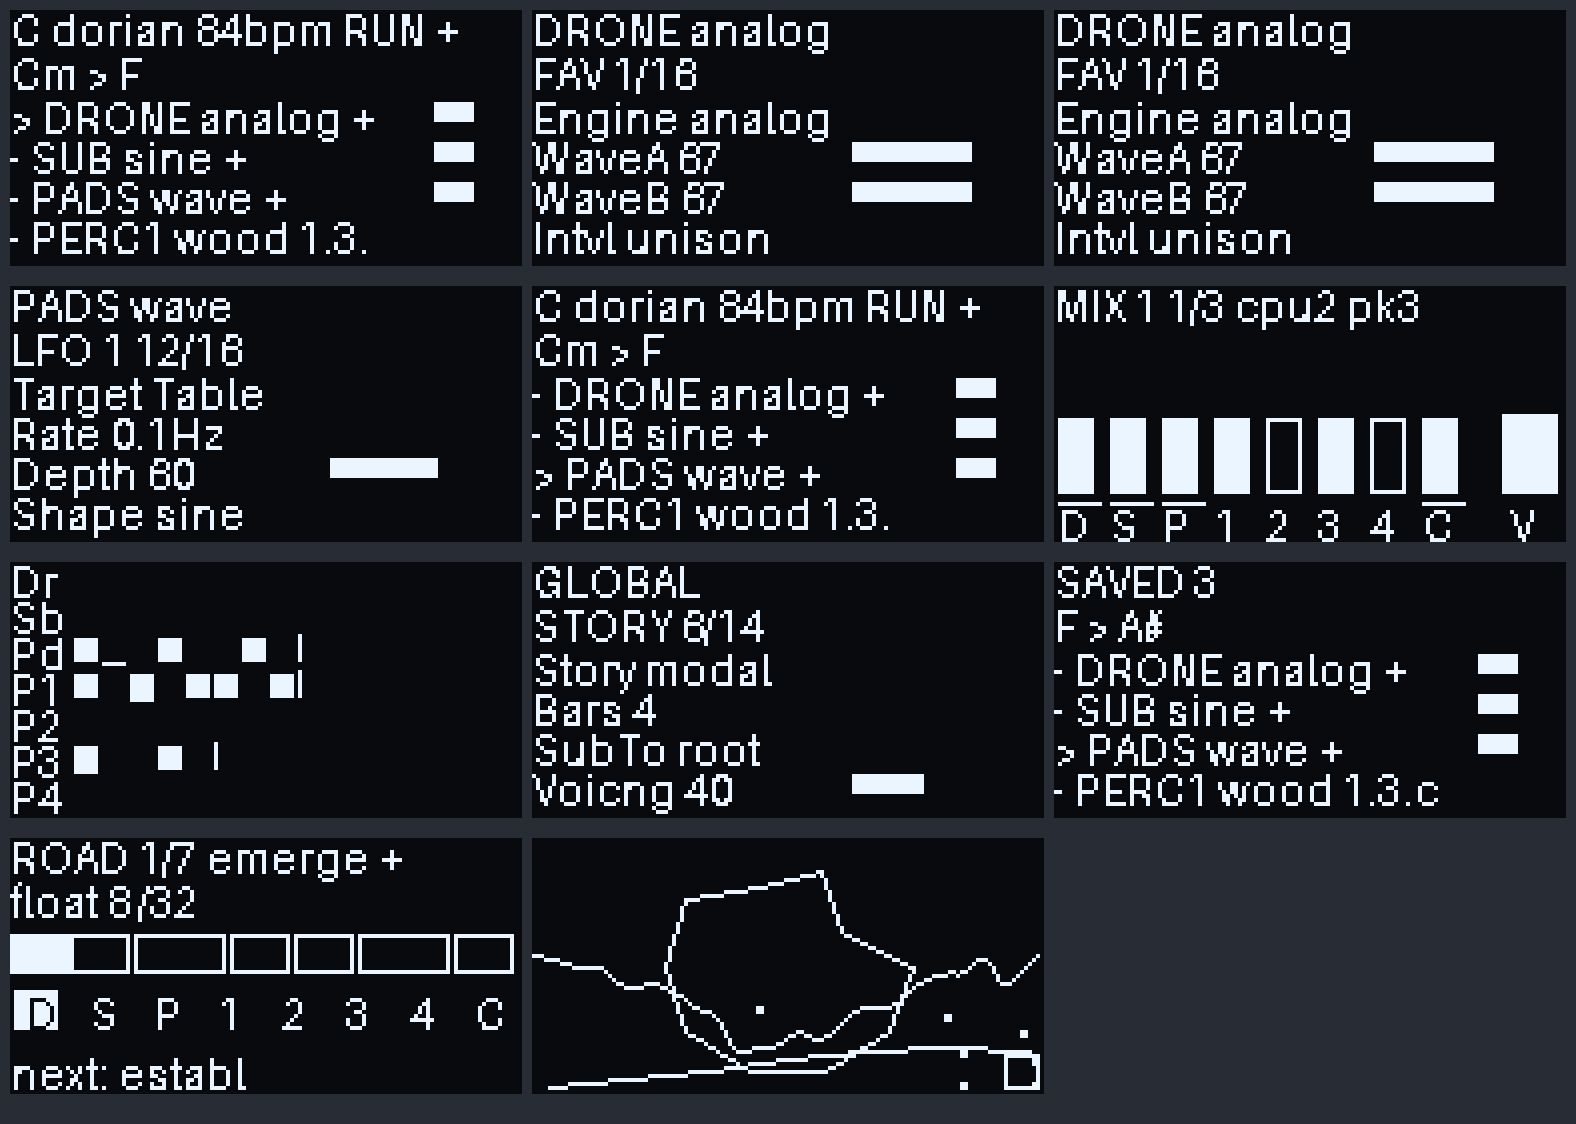 C dorian 84bpm RUN +
Cm > F
> DRONE analog +
- SUB sine +
- PADS wave +
- PERC1 wood 1.3.
DRONE analog
FAV 1/16
Engine analog
WaveA 67
WaveB 67
Intvl unison
DRONE analog
FAV 1/16
Engine analog
WaveA 67
WaveB 67
Intvl unison
PADS wave
LFO 1 12/16
Target Table
Rate 0.1Hz
Depth 60
Shape sine
C dorian 84bpm RUN +
Cm > F
- DRONE analog +
- SUB sine +
> PADS wave +
- PERC1 wood 1.3.
MIX 1 1/3 cpu2 pk3
D S P 1 2 3 4 C V
Dr
Sb
Pd
P1
P2
P3
P4
GLOBAL
STORY 6/14
Story modal
Bars 4
SubTo root
Voicng 40
SAVED 3
F > A#
- DRONE analog +
- SUB sine +
> PADS wave +
- PERC1 wood 1.3.c
ROAD 1/7 emerge +
float 8/32
D S P 1 2 3 4 C
next: establ